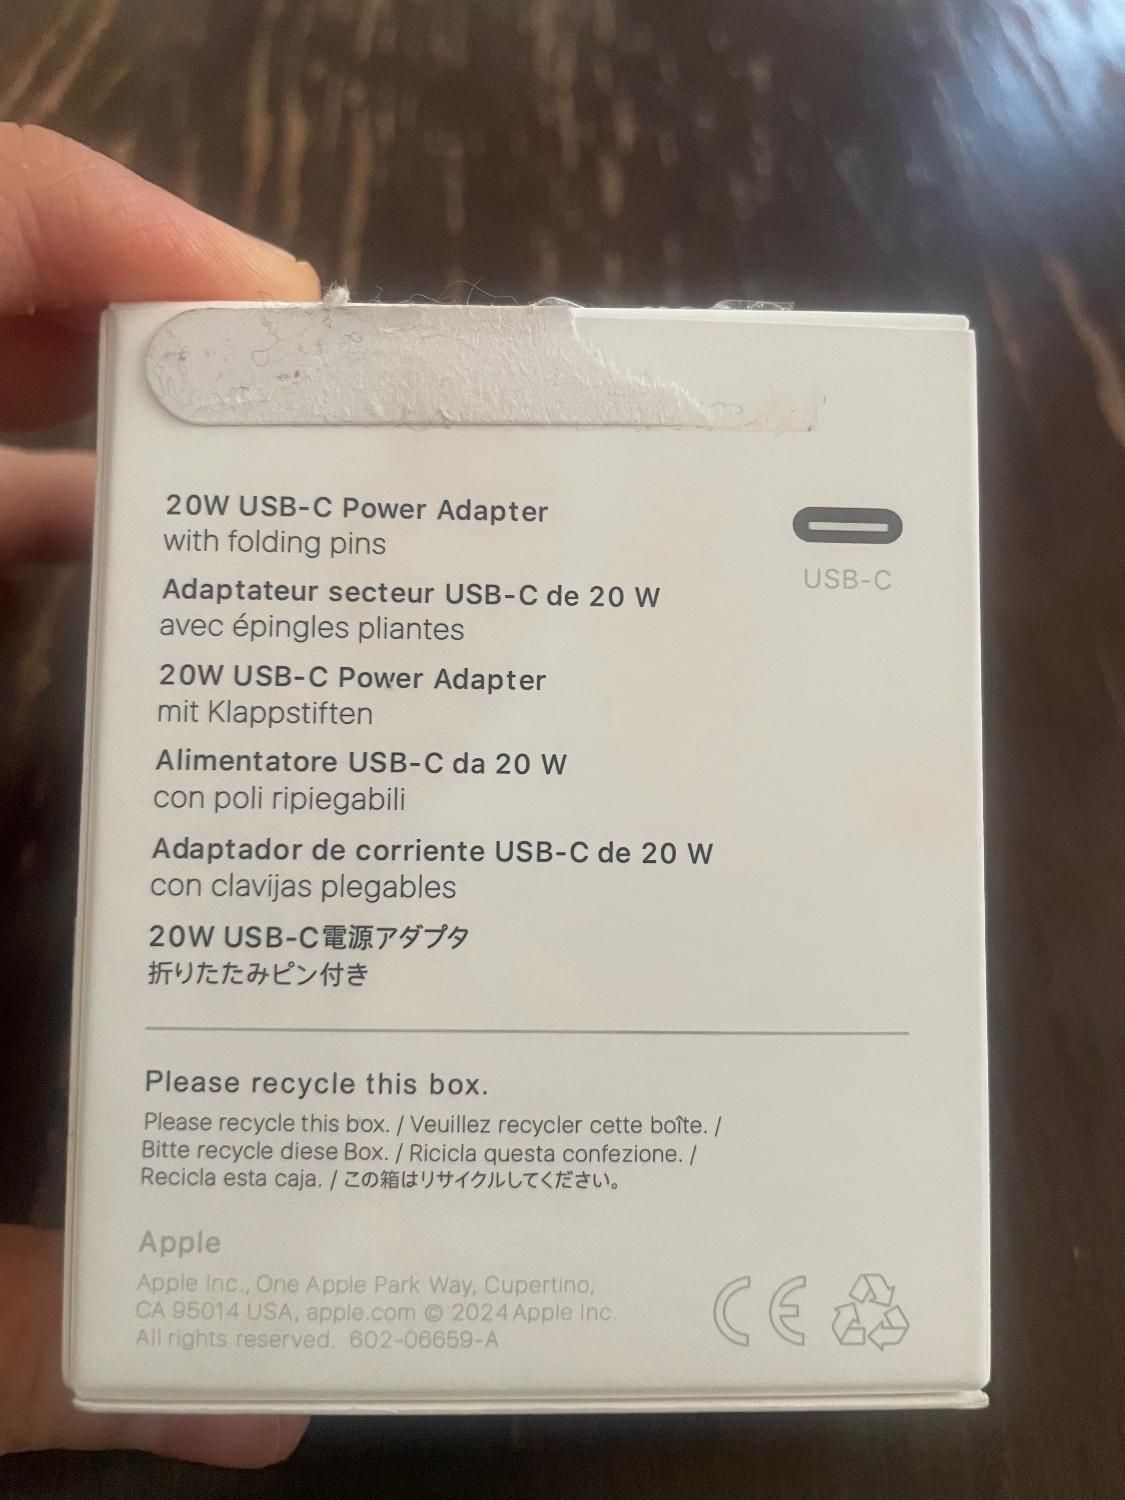 20W USB-C Power Adapter
with folding pins
USB-C
Adaptateur secteur USB-C de 20 W
avec épingles pliantes
20W USB-C Power Adapter
mit Klappstiften
Alimentatore USB-C da 20 W
con poli ripiegabili
Adaptador de corriente USB-C de 20 W
con clavijas plegables
20W USB-C電源アダプタ
折りたたみピン付き
Please recycle this box.
Please recycle this box. / Veuillez recycler cette boîte. /
Bitte recycle diese Box. / Ricicla questa confezione. /
Recicla esta caja. / この箱はリサイクルしてください。
Apple
Apple Inc., One Apple Park Way, Cupertino,
CA 95014 USA, apple.com © 2024 Apple Inc.
All rights reserved. 602-06659-A
CE